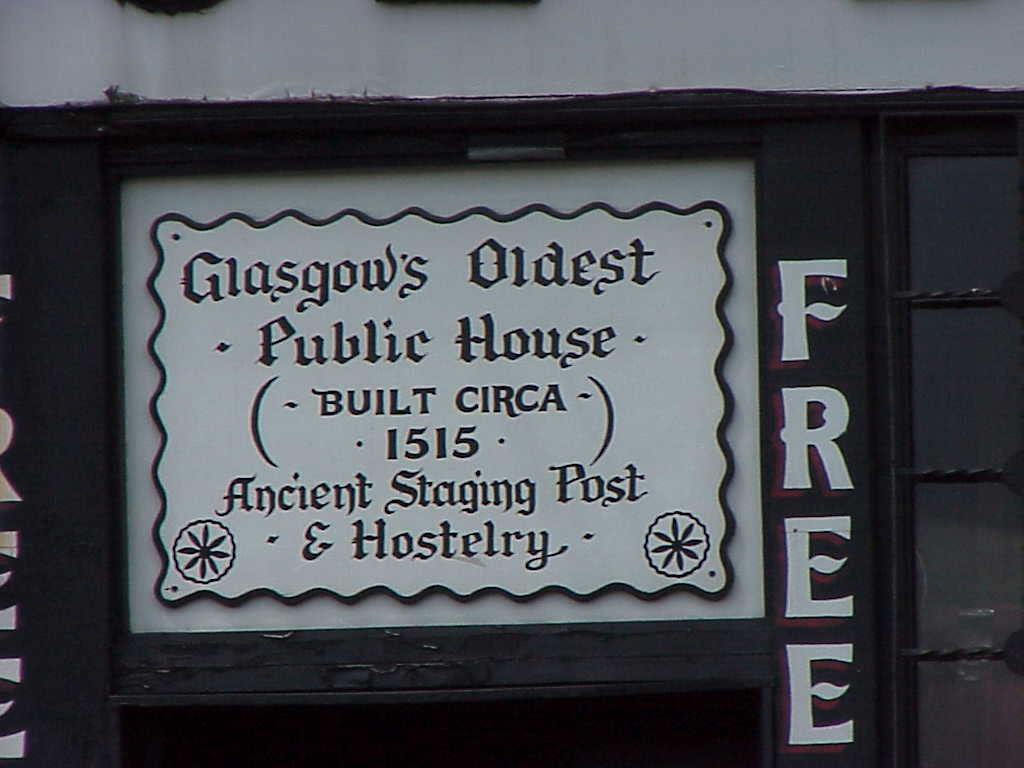 Glasgow's Oldest
· Public House ·
(- BUILT CIRCA -)
· 1515 ·
Ancient Staging Post
· & Hostelry ·
FREE